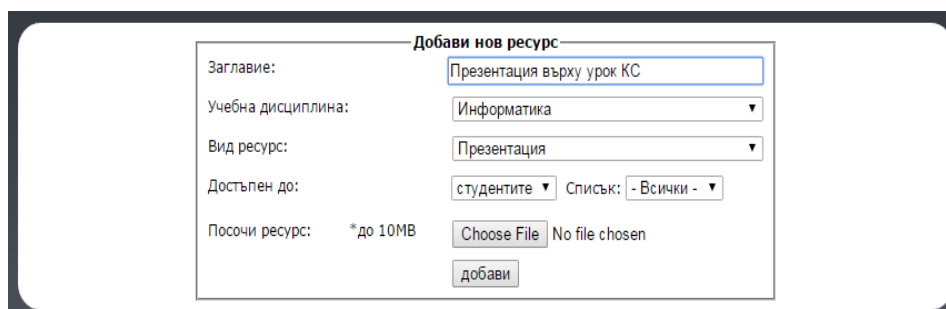 Добави нов ресурс
Заглавие: Презентация върху урок КС
Учебна дисциплина: Информатика
Вид ресурс: Презентация
Достъпен до: студентите Списък: - Всички -
Посочи ресурс: *до 10MB Choose File No file chosen
добави